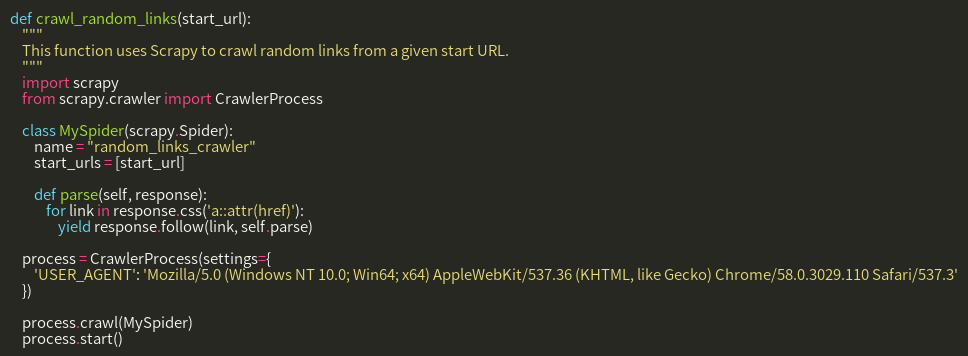 def crawl_random_links(start_url):
    """
    This function uses Scrapy to crawl random links from a given start URL.
    """
    import scrapy
    from scrapy.crawler import CrawlerProcess

    class MySpider(scrapy.Spider):
        name = "random_links_crawler"
        start_urls = [start_url]

        def parse(self, response):
            for link in response.css('a::attr(href)'):
                yield response.follow(link, self.parse)

    process = CrawlerProcess(settings={
        'USER_AGENT': 'Mozilla/5.0 (Windows NT 10.0; Win64; x64) AppleWebKit/537.36 (KHTML, like Gecko) Chrome/58.0.3029.110 Safari/537.3'
    })

    process.crawl(MySpider)
    process.start()